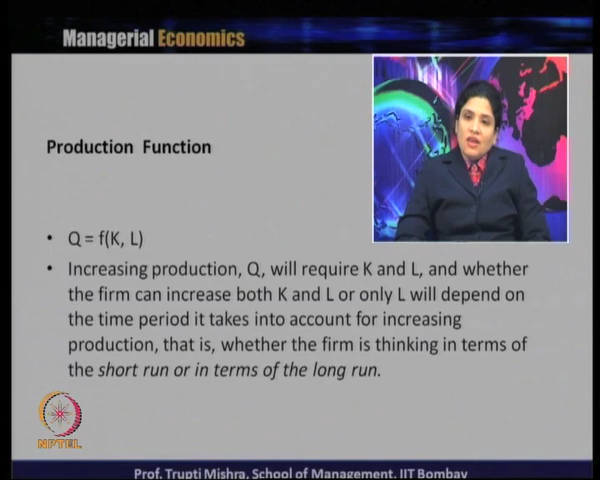 Managerial Economics
Production Function
• Q = f(K, L)
• Increasing production, Q, will require K and L, and whether
the firm can increase both K and L or only L will depend on
the time period it takes into account for increasing
production, that is, whether the firm is thinking in terms of
the short run or in terms of the long run.
NPTEL
Prof. Trupti Mishra, School of Management, IIT Bombay